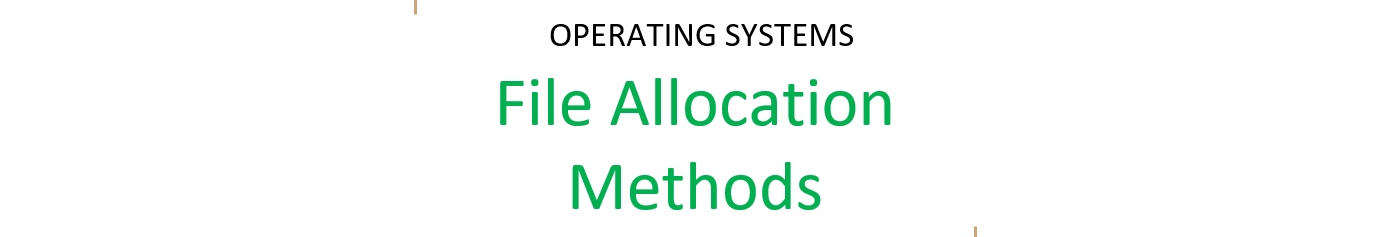 OPERATING SYSTEMS
File Allocation
Methods